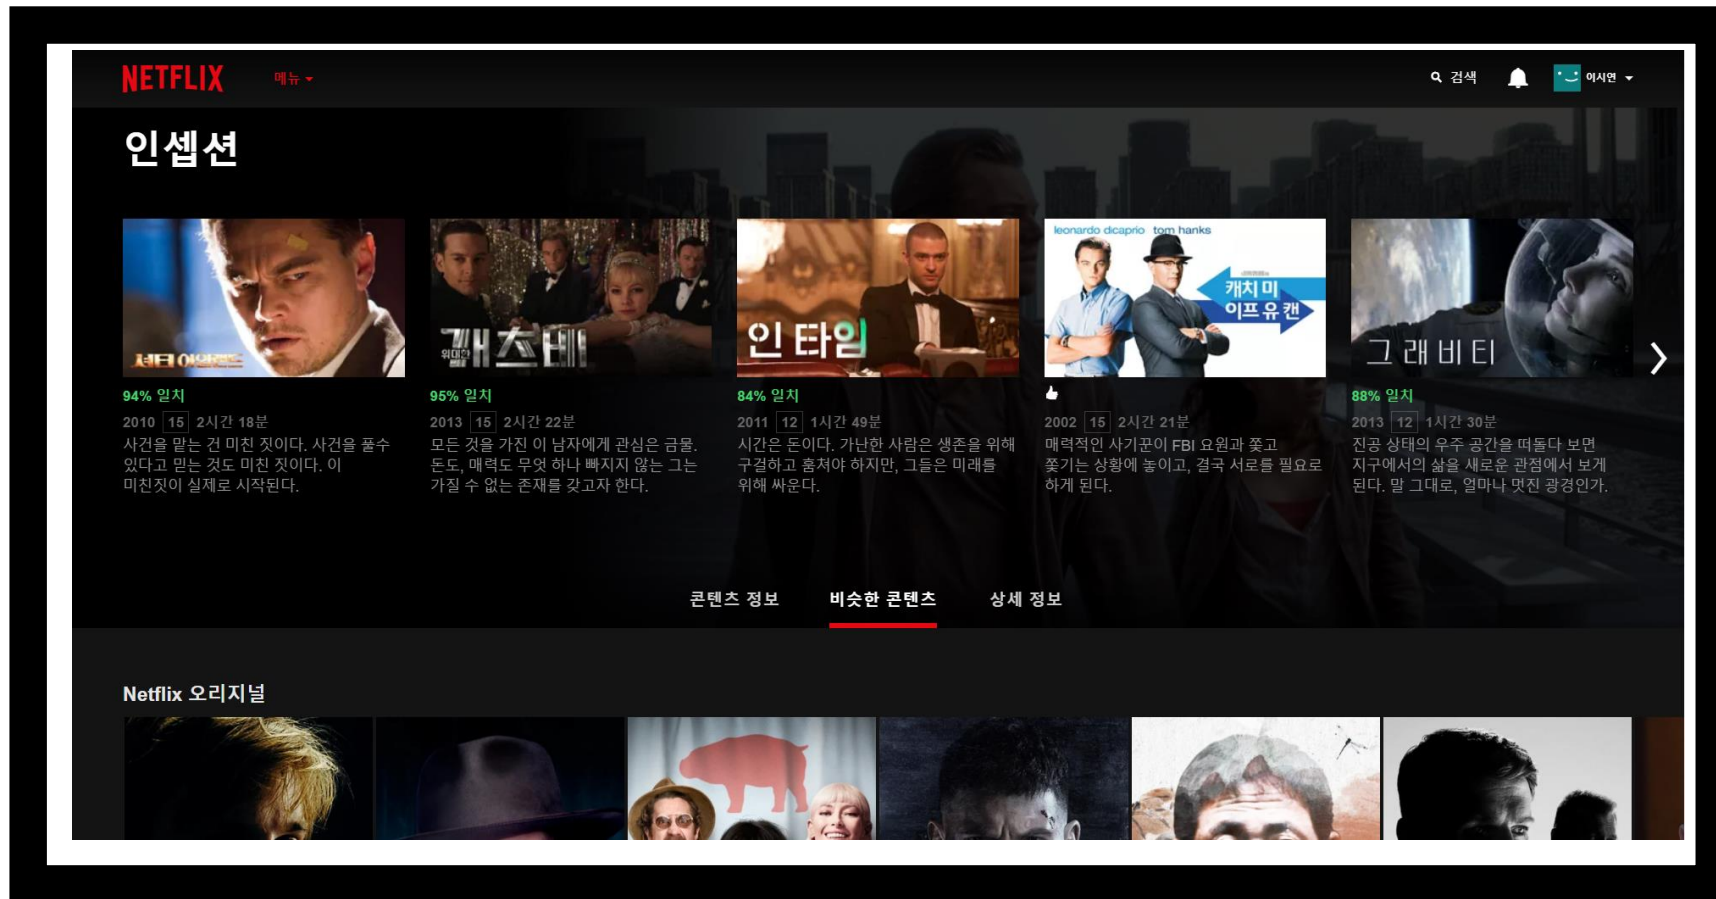 NETFLIX 메뉴 검색 이시연
인셉션
셔터 아일랜드
94% 일치
2010 15 2시간 18분
사건을 맡는 건 미친 짓이다. 사건을 풀수
있다고 믿는 것도 미친 짓이다. 이
미친짓이 실제로 시작된다.
위대한
개츠비
95% 일치
2013 15 2시간 22분
모든 것을 가진 이 남자에게 관심은 금물.
돈도, 매력도 무엇 하나 빠지지 않는 그는
가질 수 없는 존재를 갖고자 한다.
인 타임
84% 일치
2011 12 1시간 49분
시간은 돈이다. 가난한 사람은 생존을 위해
구걸하고 훔쳐야 하지만, 그들은 미래를
위해 싸운다.
leonardo dicaprio tom hanks
캐치 미
이프 유 캔
2002 15 2시간 21분
매력적인 사기꾼이 FBI 요원과 쫓고
쫓기는 상황에 놓이고, 결국 서로를 필요로
하게 된다.
그래비티
88% 일치
2013 12 1시간 30분
진공 상태의 우주 공간을 떠돌다 보면
지구에서의 삶을 새로운 관점에서 보게
된다. 말 그대로, 얼마나 멋진 광경인가.
콘텐츠 정보 비슷한 콘텐츠 상세 정보
Netflix 오리지널